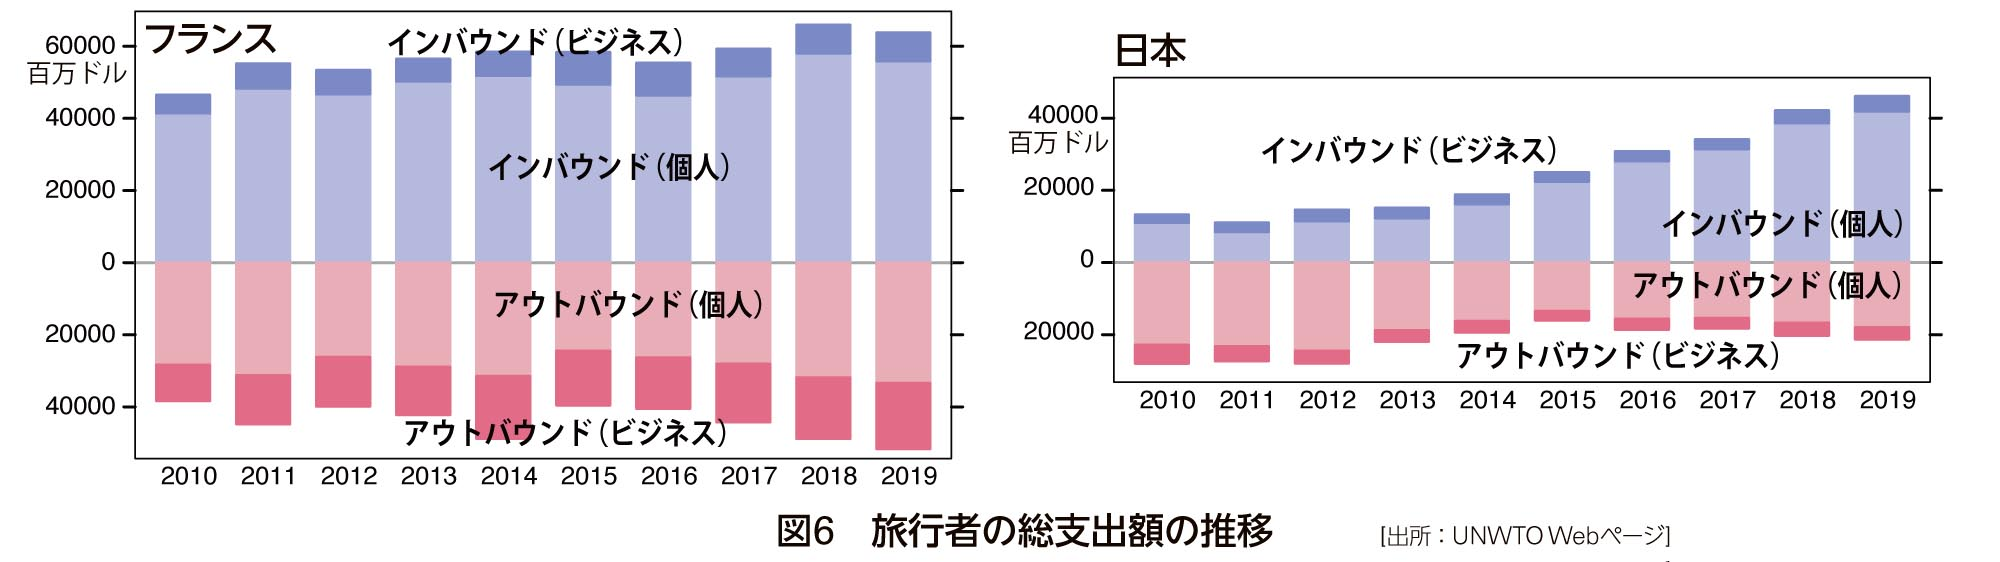 フランス
インバウンド（ビジネス）
60000
百万ドル
40000
インバウンド（個人）
20000
0
アウトバウンド（個人）
20000
40000
アウトバウンド（ビジネス）
2010 2011 2012 2013 2014 2015 2016 2017 2018 2019
日本
40000
百万ドル
インバウンド（ビジネス）
20000
インバウンド（個人）
0
アウトバウンド（個人）
20000
アウトバウンド（ビジネス）
2010 2011 2012 2013 2014 2015 2016 2017 2018 2019
図6　旅行者の総支出額の推移
[出所：UNWTO Webページ]